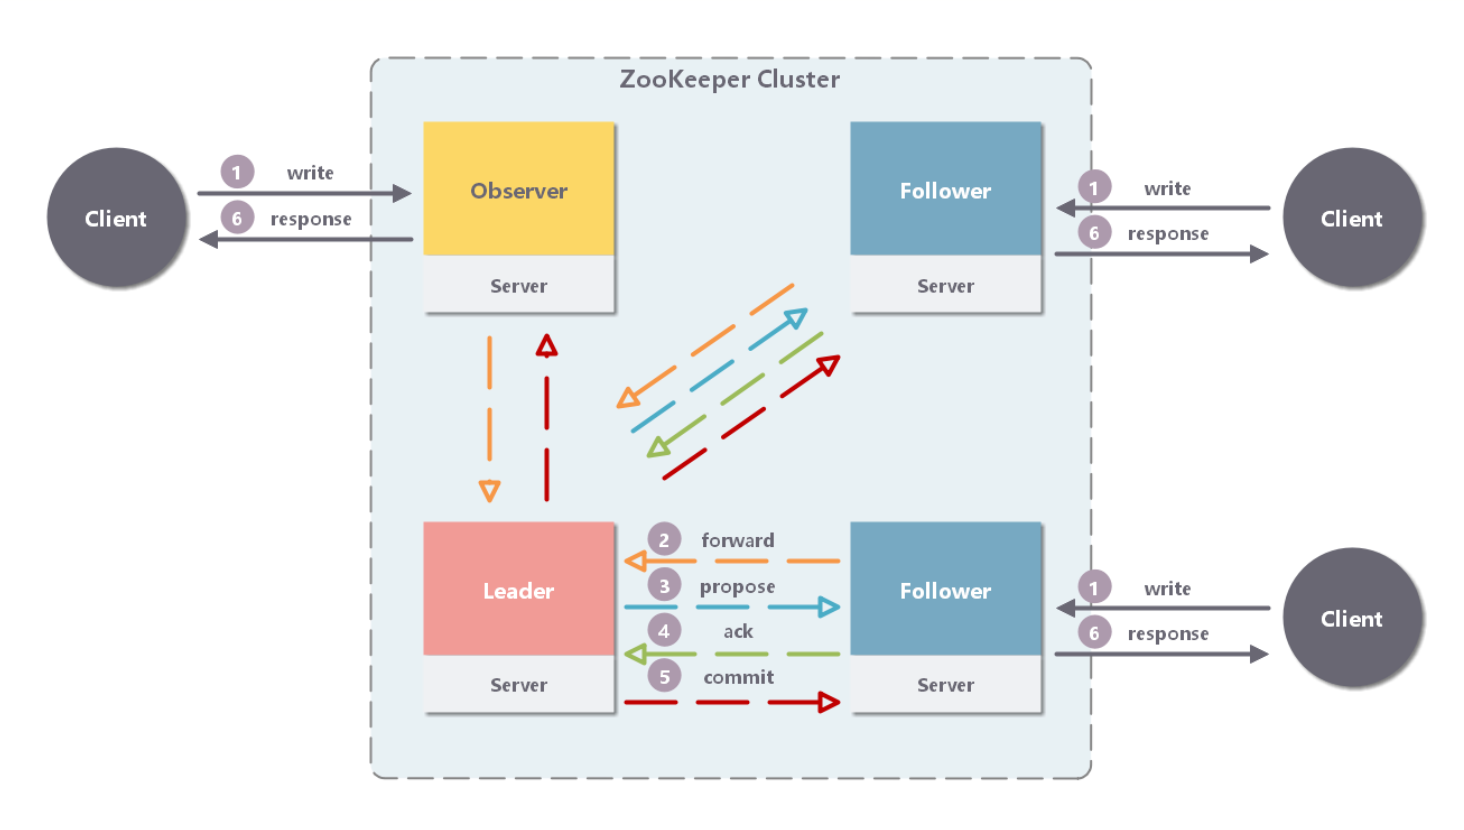 ZooKeeper Cluster
1 write
6 response
Client
Observer
Server
Follower
Server
1 write
6 response
Client
2 forward
3 propose
4 ack
5 commit
Leader
Server
Follower
Server
1 write
6 response
Client